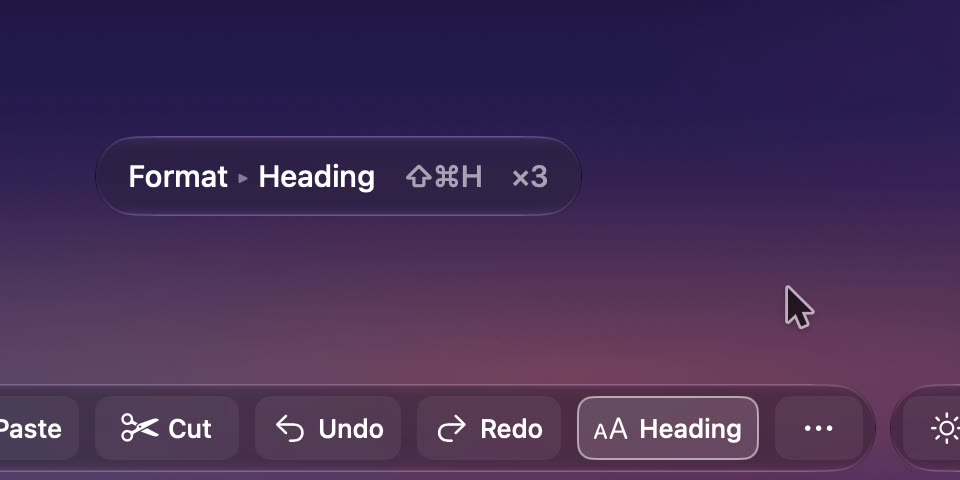 Format ▸ Heading ⇧⌘H ×3
Paste Cut Undo Redo AA Heading ···